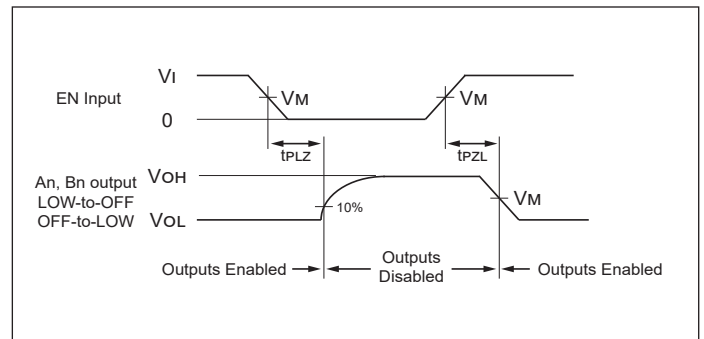 VI
EN Input
VM
VM
0
tPLZ
tPZL
An, Bn output
LOW-to-OFF
OFF-to-LOW
VOH
VOL
10%
VM
Outputs Enabled
Outputs
Disabled
Outputs Enabled